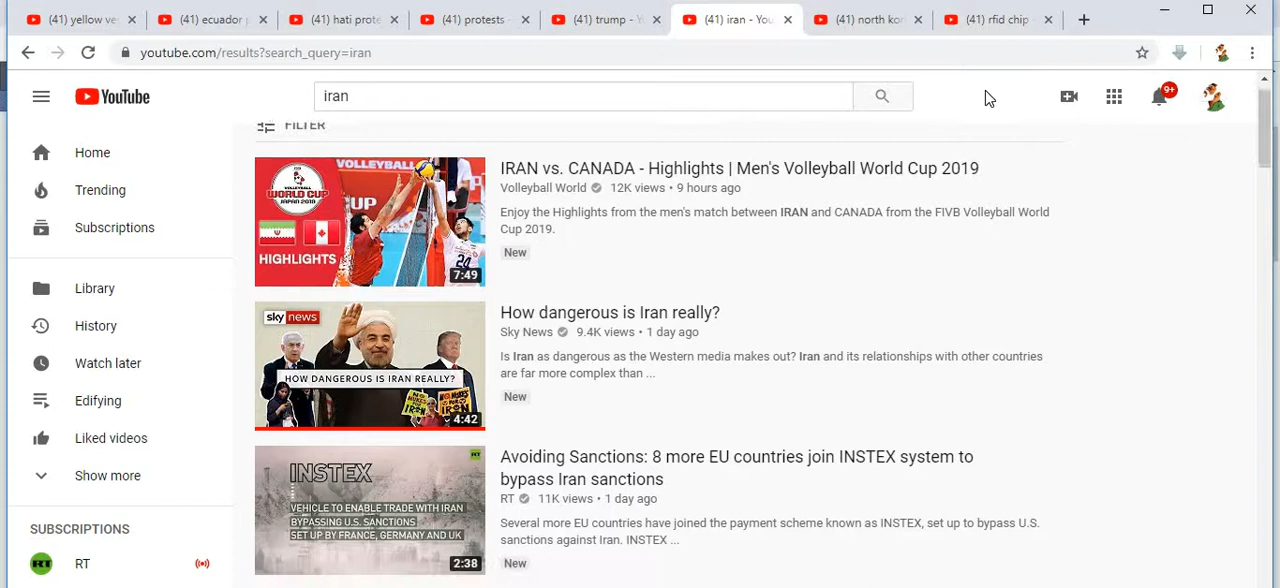 (41) yellow ve
(41) ecuador p
(41) hati prote
(41) protests -
(41) trump - Yo
(41) iran - You
(41) north kor
(41) rfid chip -
youtube.com/results?search_query=iran
YouTube
iran
9+
FILTER
Home
Trending
Subscriptions
Library
History
Watch later
Edifying
Liked videos
Show more
SUBSCRIPTIONS
RT
VOLLEYBALL
WORLD CUP
JAPAN 2019
CUP
24
HIGHLIGHTS
7:49
IRAN vs. CANADA - Highlights | Men's Volleyball World Cup 2019
Volleyball World 12K views • 9 hours ago
Enjoy the Highlights from the men's match between IRAN and CANADA from the FIVB Volleyball World
Cup 2019.
New
sky news
HOW DANGEROUS IS IRAN REALLY?
4:42
How dangerous is Iran really?
Sky News 9.4K views • 1 day ago
Is Iran as dangerous as the Western media makes out? Iran and its relationships with other countries
are far more complex than ...
New
RT
INSTEX
VEHICLE TO ENABLE TRADE WITH IRAN
BYPASSING U.S. SANCTIONS
SET UP BY FRANCE, GERMANY AND UK
2:38
Avoiding Sanctions: 8 more EU countries join INSTEX system to
bypass Iran sanctions
RT 11K views • 1 day ago
Several more EU countries have joined the payment scheme known as INSTEX, set up to bypass U.S.
sanctions against Iran. INSTEX ...
New